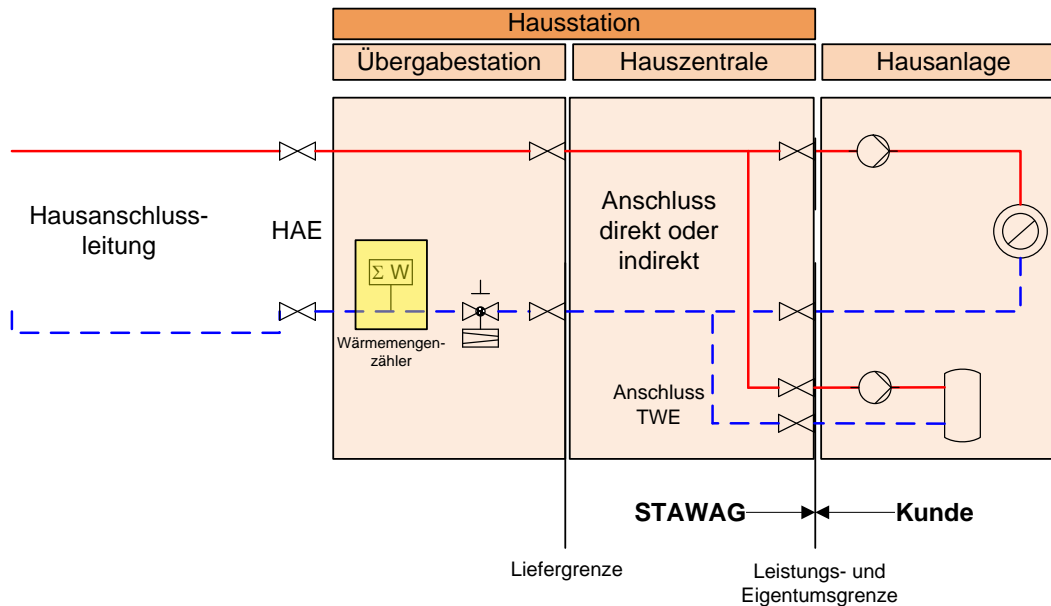 Hausstation
Übergabestation
Hauszentrale
Hausanlage
Hausanschluss-
leitung
HAE
Anschluss
direkt oder
indirekt
Σ W
Wärmemengen-
zähler
Anschluss
TWE
STAWAG
Kunde
Liefergrenze
Leistungs- und
Eigentumsgrenze